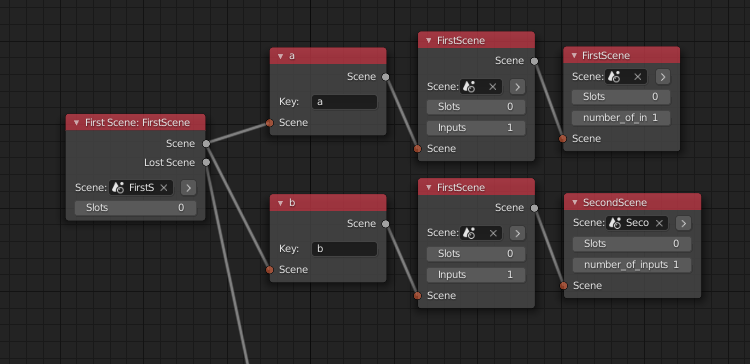 First Scene: FirstScene
Scene
Lost Scene
Scene: FirstS
Slots 0
a
Scene
Key: a
Scene
FirstScene
Scene
Scene:
Slots 0
Inputs 1
Scene
FirstScene
Scene:
Slots 0
number_of_in 1
Scene
b
Scene
Key: b
Scene
FirstScene
Scene
Scene:
Slots 0
Inputs 1
Scene
SecondScene
Scene: Seco
Slots 0
number_of_inputs 1
Scene